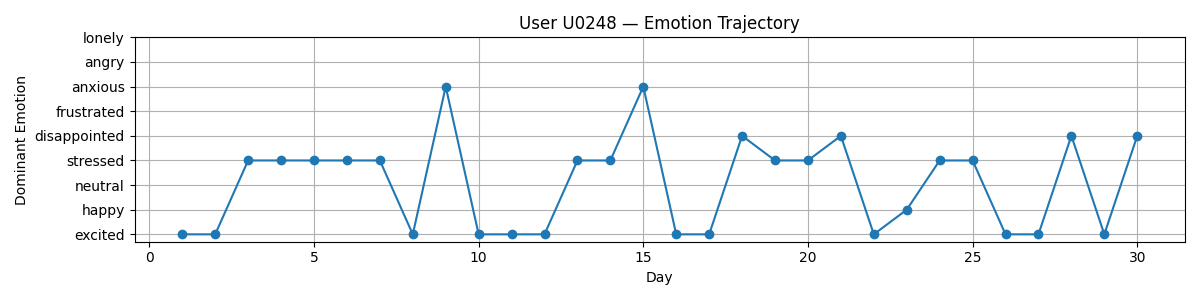 User U0248 — Emotion Trajectory
Dominant Emotion
lonely
angry
anxious
frustrated
disappointed
stressed
neutral
happy
excited
0 5 10 15 20 25 30
Day